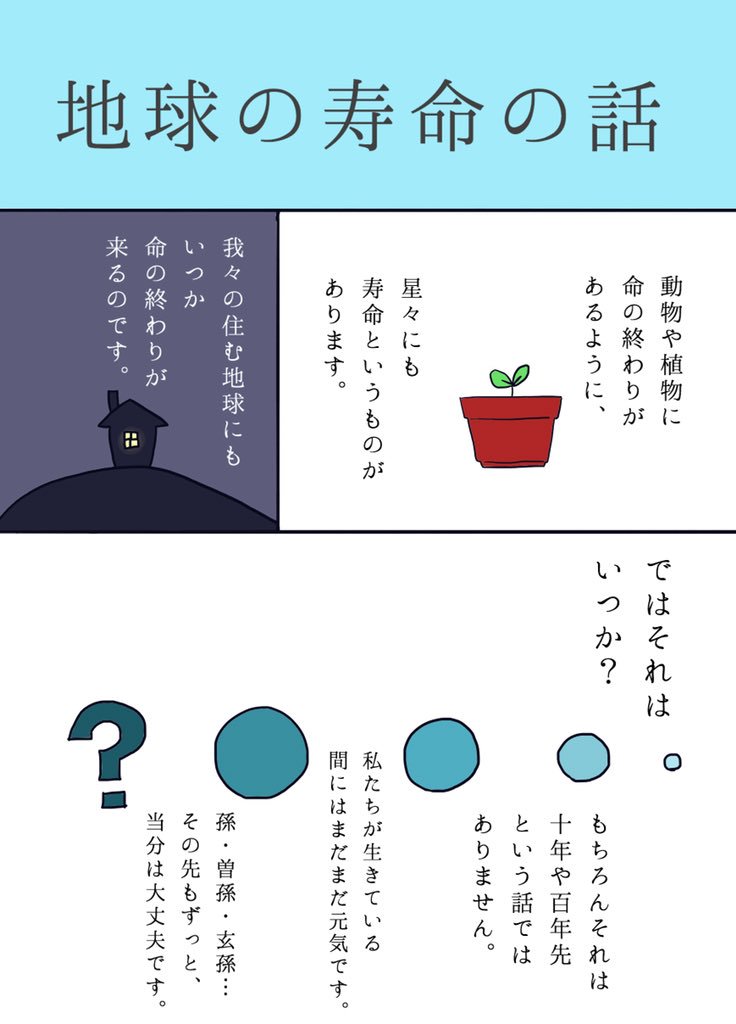 地球の寿命の話
動物や植物に
命の終わりが
あるように、
星々にも
寿命というものが
あります。
我々の住む地球にも
いつか
命の終わりが
来るのです。
ではそれは
いつか？
もちろんそれは
十年や百年先
という話では
ありません。
私たちが生きている
間にはまだまだ元気です。
孫・曽孫・玄孫…
その先もずっと、
当分は大丈夫です。
?